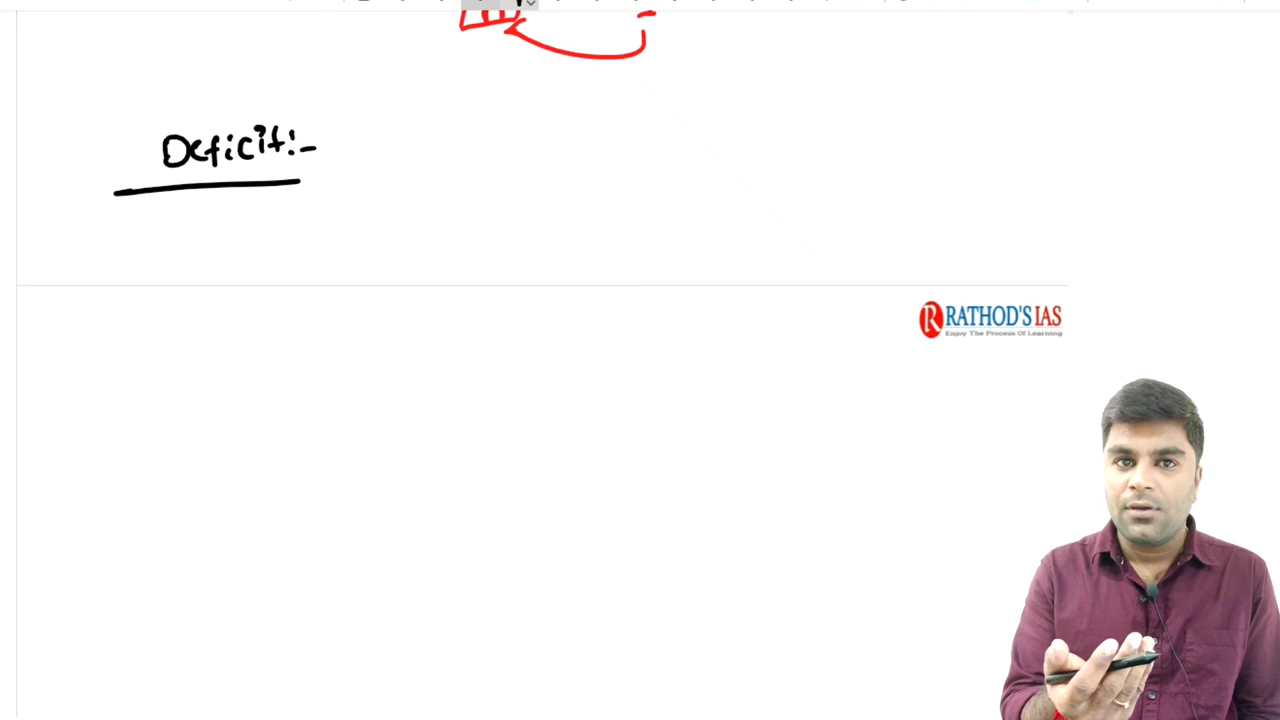 Deficit:-
RATHOD'S IAS
Enjoy The Process Of Learning